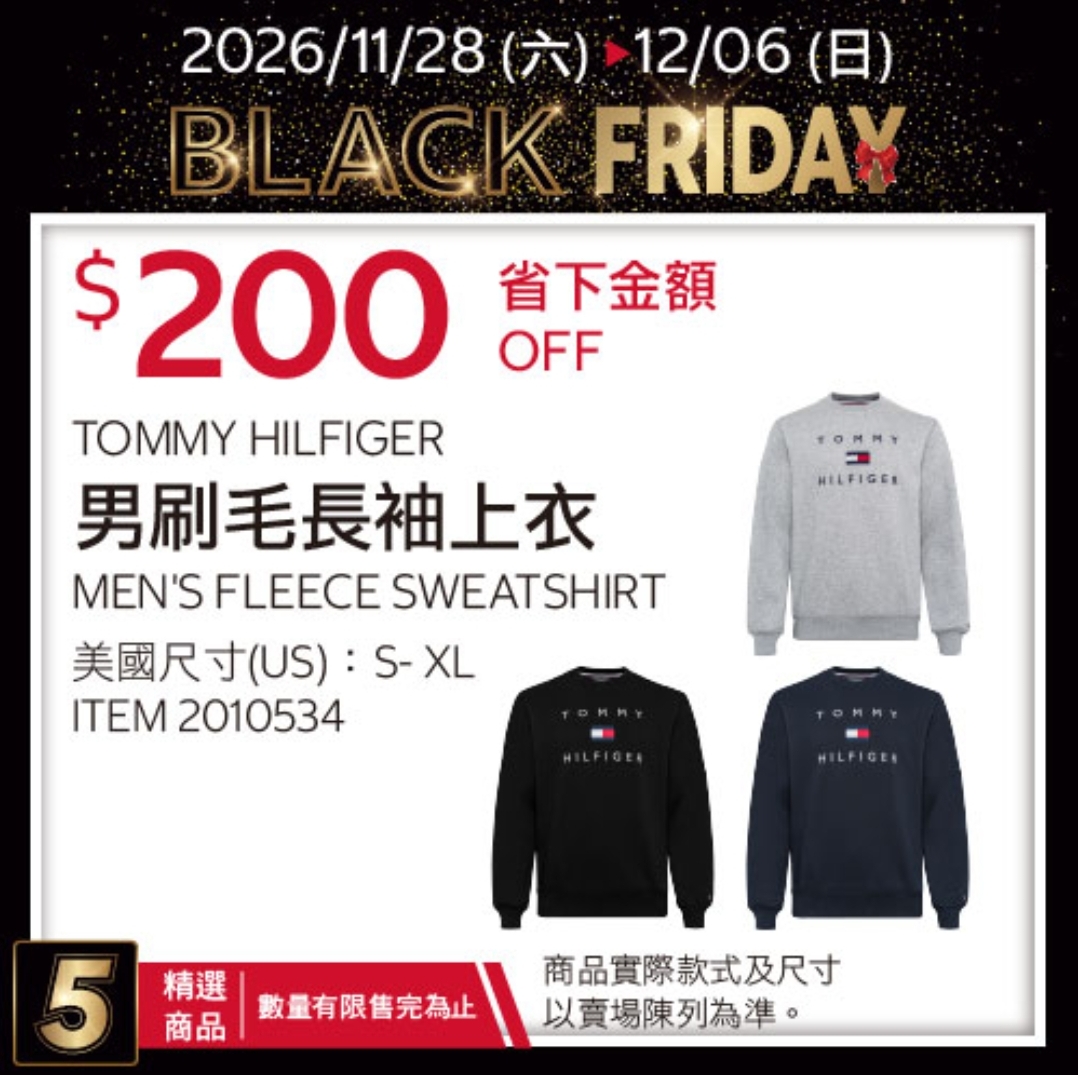 2026/11/28 (六)▶12/06 (日)
BLACK FRIDAY
$200
省下金額
OFF
TOMMY HILFIGER
男刷毛長袖上衣
MEN'S FLEECE SWEATSHIRT
美國尺寸(US)：S- XL
ITEM 2010534
TOMMY
HILFIGER
TOMMY
HILFIGER
TOMMY
HILFIGER
5
精選
商品
數量有限售完為止
商品實際款式及尺寸
以賣場陳列為準。